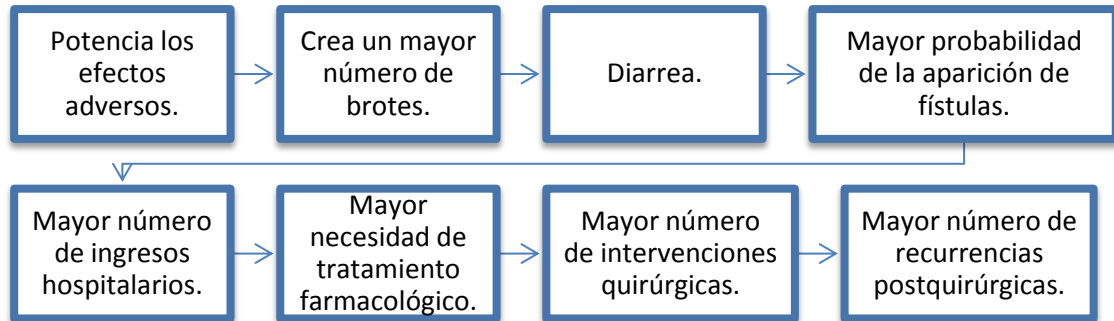 Potencia los
efectos
adversos.
Crea un mayor
número de
brotes.
Diarrea.
Mayor probabilidad
de la aparición de
fístulas.
Mayor número
de ingresos
hospitalarios.
Mayor
necesidad de
tratamiento
farmacológico.
Mayor número
de intervenciones
quirúrgicas.
Mayor número de
recurrencias
postquirúrgicas.